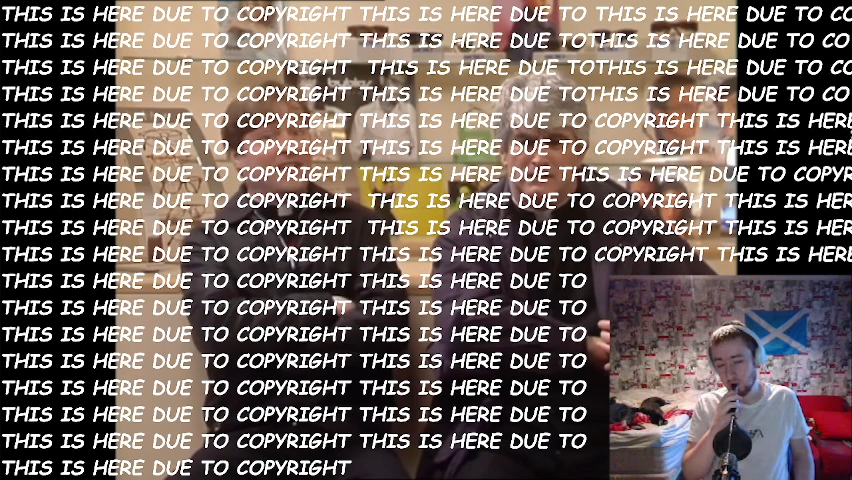 THIS IS HERE DUE TO COPYRIGHT THIS IS HERE DUE TO THIS IS HERE DUE TO CO
THIS IS HERE DUE TO COPYRIGHT THIS IS HERE DUE TOTHIS IS HERE DUE TO CO
THIS IS HERE DUE TO COPYRIGHT THIS IS HERE DUE TOTHIS IS HERE DUE TO CO
THIS IS HERE DUE TO COPYRIGHT THIS IS HERE DUE TOTHIS IS HERE DUE TO CO
THIS IS HERE DUE TO COPYRIGHT THIS IS HERE DUE TO COPYRIGHT THIS IS HERE
THIS IS HERE DUE TO COPYRIGHT THIS IS HERE DUE TO COPYRIGHT THIS IS HERE
THIS IS HERE DUE TO COPYRIGHT THIS IS HERE DUE THIS IS HERE DUE TO COPYR
THIS IS HERE DUE TO COPYRIGHT THIS IS HERE DUE TO COPYRIGHT THIS IS HER
THIS IS HERE DUE TO COPYRIGHT THIS IS HERE DUE TO COPYRIGHT THIS IS HER
THIS IS HERE DUE TO COPYRIGHT THIS IS HERE DUE TO COPYRIGHT THIS IS HERE
THIS IS HERE DUE TO COPYRIGHT THIS IS HERE DUE TO
THIS IS HERE DUE TO COPYRIGHT THIS IS HERE DUE TO
THIS IS HERE DUE TO COPYRIGHT THIS IS HERE DUE TO
THIS IS HERE DUE TO COPYRIGHT THIS IS HERE DUE TO
THIS IS HERE DUE TO COPYRIGHT THIS IS HERE DUE TO
THIS IS HERE DUE TO COPYRIGHT THIS IS HERE DUE TO
THIS IS HERE DUE TO COPYRIGHT THIS IS HERE DUE TO
THIS IS HERE DUE TO COPYRIGHT